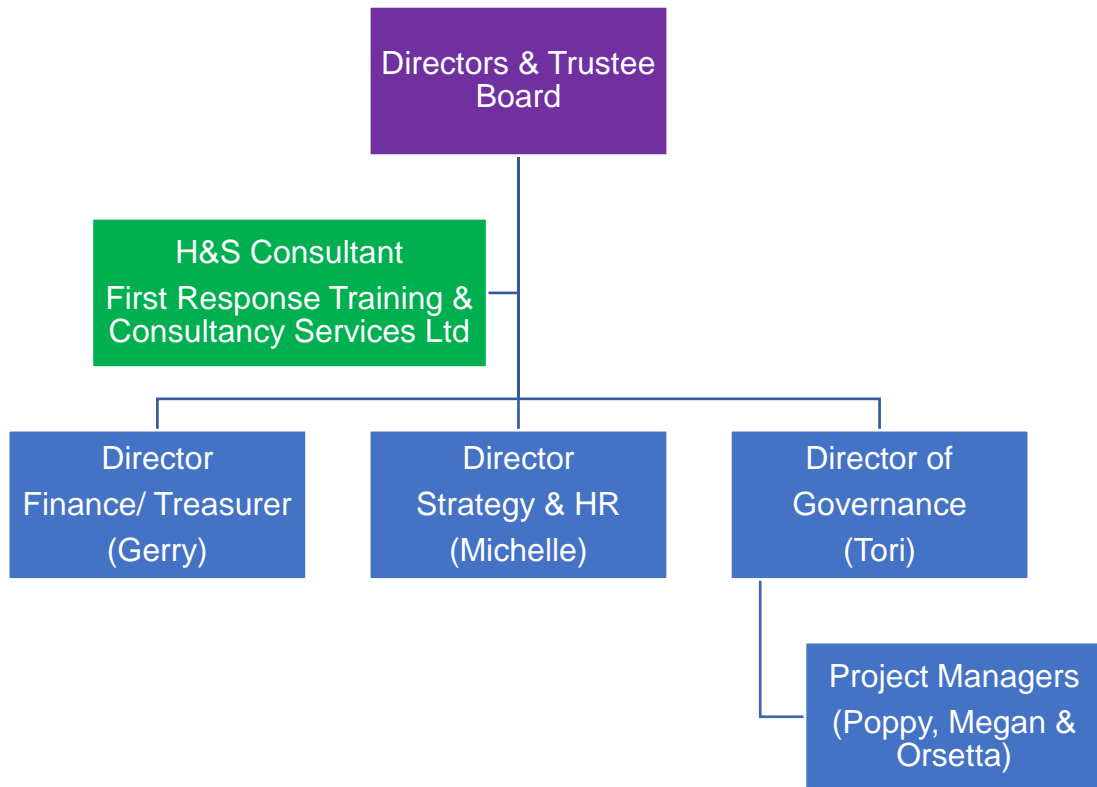 Directors & Trustee
Board
H&S Consultant
First Response Training &
Consultancy Services Ltd
Director
Finance/ Treasurer
(Gerry)
Director
Strategy & HR
(Michelle)
Director of
Governance
(Tori)
Project Managers
(Poppy, Megan &
Orsetta)